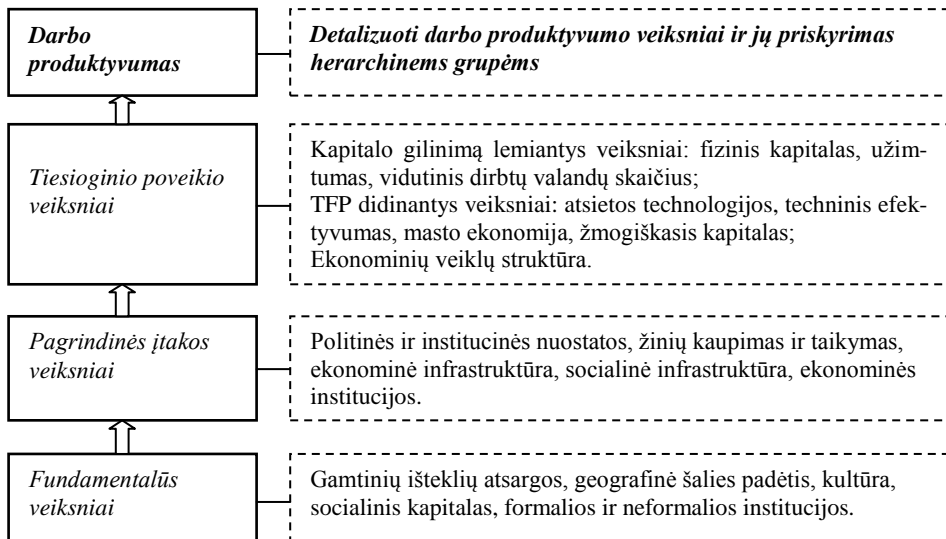 Darbo
produktyvumas
Detalizuoti darbo produktyvumo veiksniai ir jų priskyrimas
herarchinems grupėms
Tiesioginio poveikio
veiksniai
Kapitalo gilinimą lemiantys veiksniai: fizinis kapitalas, užim-
tumas, vidutinis dirbtų valandų skaičius;
TFP didinantys veiksniai: atsietos technologijos, techninis efek-
tyvumas, masto ekonomija, žmogiškasis kapitalas;
Ekonominių veiklų struktūra.
Pagrindinės įtakos
veiksniai
Politinės ir institucinės nuostatos, žinių kaupimas ir taikymas,
ekonominė infrastruktūra, socialinė infrastruktūra, ekonominės
institucijos.
Fundamentalūs
veiksniai
Gamtinių išteklių atsargos, geografinė šalies padėtis, kultūra,
socialinis kapitalas, formalios ir neformalios institucijos.